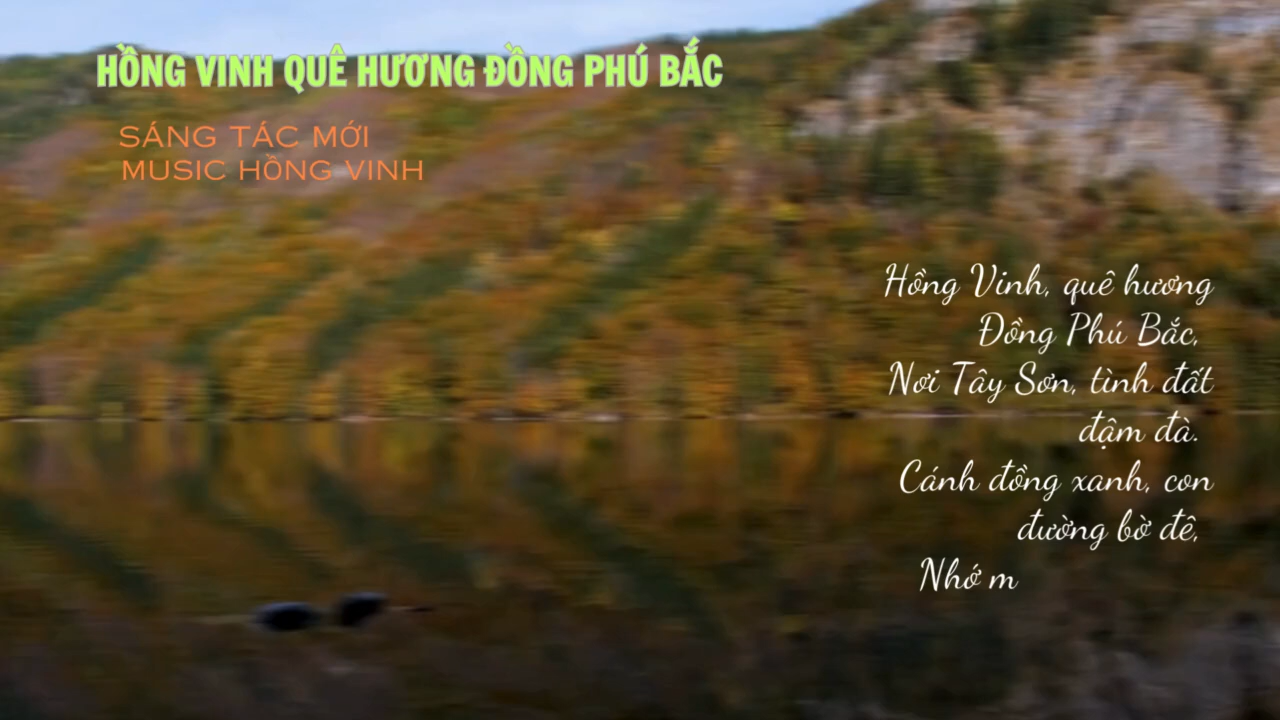 HỒNG VINH QUÊ HƯƠNG ĐỒNG PHÚ BẮC
SÁNG TÁC MỚI
MUSIC HỒNG VINH
Hồng Vinh, quê hương
Đồng Phú Bắc,
Nơi Tây Sơn, tình đất
đậm đà.
Cánh đồng xanh, con
đường bờ đê,
Nhớ m